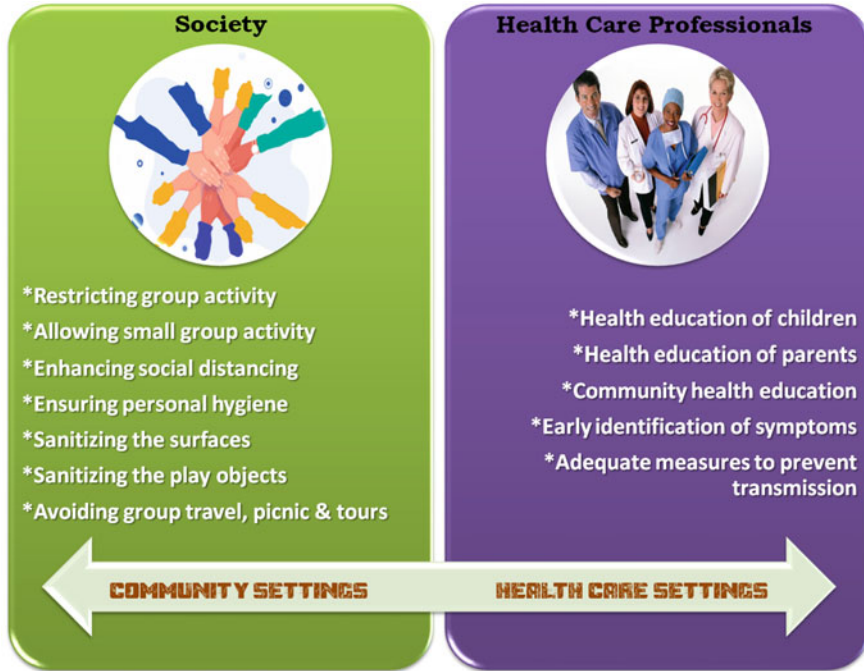 Society
*Restricting group activity
*Allowing small group activity
*Enhancing social distancing
*Ensuring personal hygiene
*Sanitizing the surfaces
*Sanitizing the play objects
*Avoiding group travel, picnic & tours
COMMUNITY SETTINGS
Health Care Professionals
*Health education of children
*Health education of parents
*Community health education
*Early identification of symptoms
*Adequate measures to prevent
transmission
HEALTH CARE SETTINGS